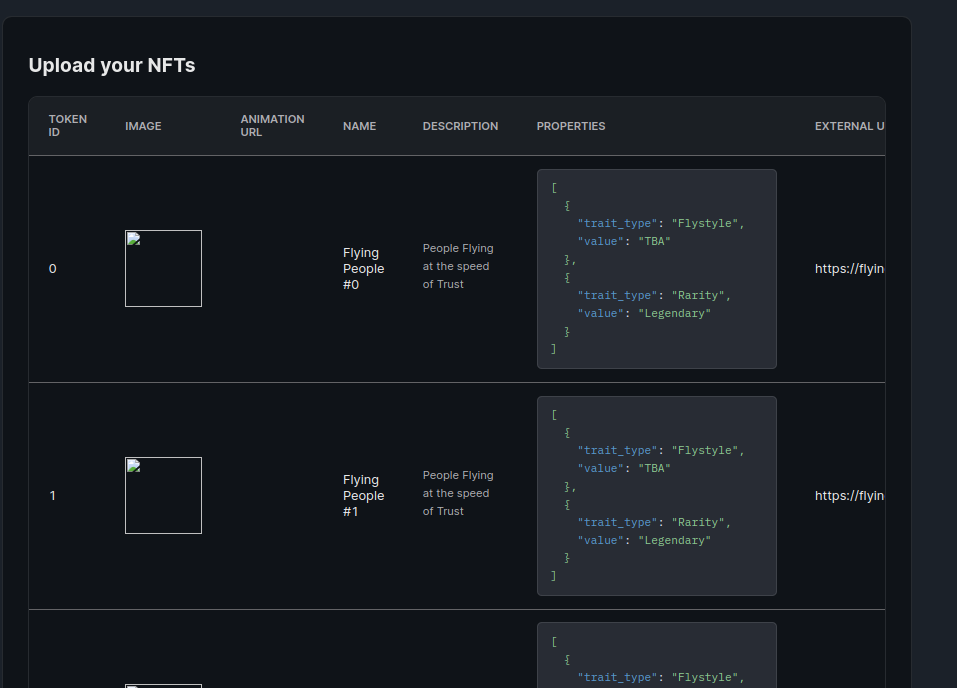 Upload your NFTs
TOKEN ID IMAGE ANIMATION URL NAME DESCRIPTION PROPERTIES EXTERNAL U
0
Flying
People
#0
People Flying
at the speed
of Trust
[
{
"trait_type": "Flystyle",
"value": "TBA"
},
{
"trait_type": "Rarity",
"value": "Legendary"
}
]
https://flyin
1
Flying
People
#1
People Flying
at the speed
of Trust
[
{
"trait_type": "Flystyle",
"value": "TBA"
},
{
"trait_type": "Rarity",
"value": "Legendary"
}
]
https://flyin
[
{
"trait_type": "Flystyle",